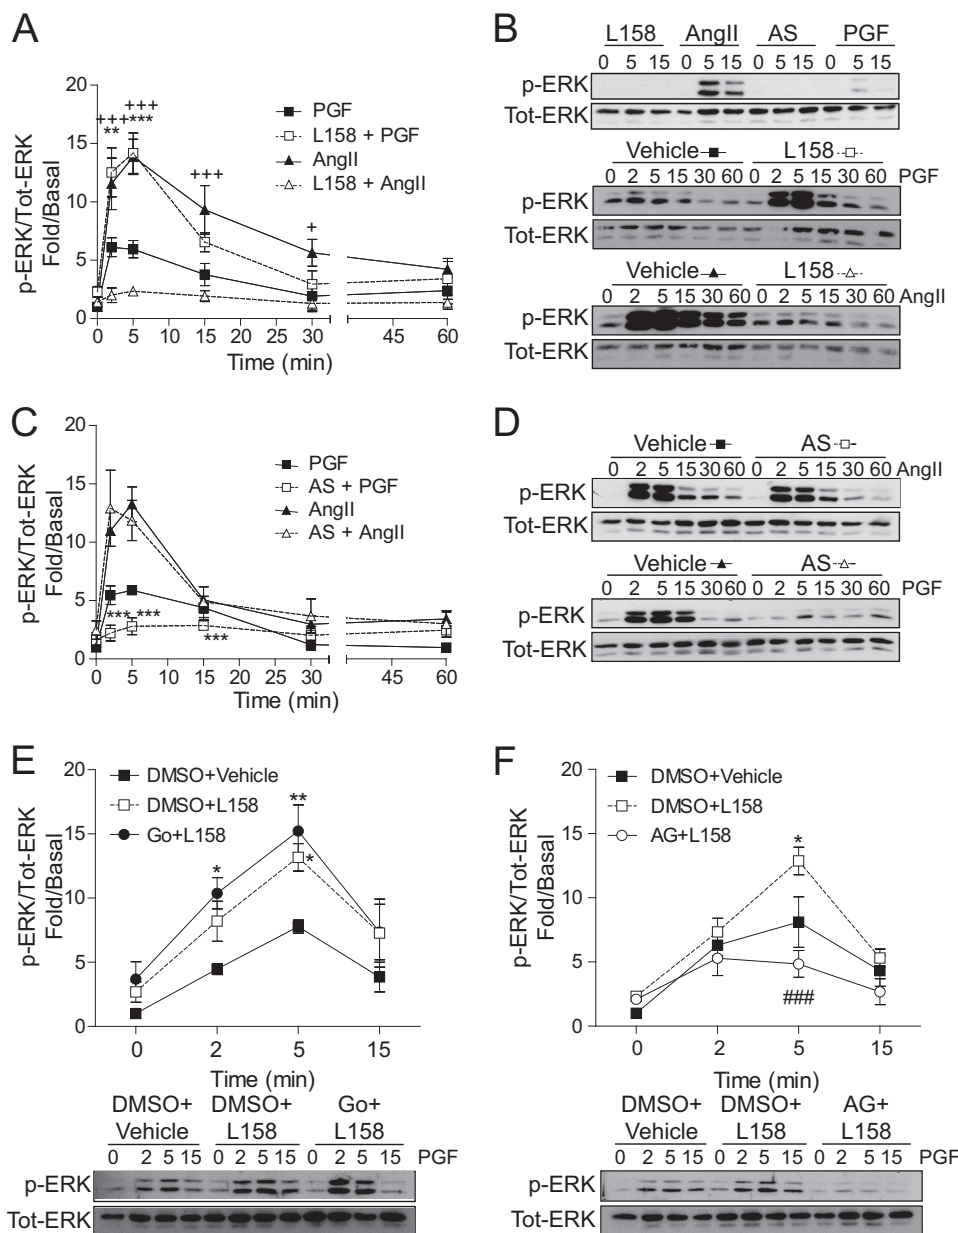 A
20
15
10
5
0
p-ERK/Tot-ERK
Fold/Basal
+++
+++***
**
+++
+
PGF
L158 + PGF
AngII
L158 + AngII
0 5 15 30 45 60
Time (min)
B
L158 AngII AS PGF
0 5 15 0 5 15 0 5 15 0 5 15
p-ERK
Tot-ERK
Vehicle L158
0 2 5 15 30 60 0 2 5 15 30 60 PGF
p-ERK
Tot-ERK
Vehicle L158
0 2 5 15 30 60 0 2 5 15 30 60 AngII
p-ERK
Tot-ERK
C
20
15
10
5
0
p-ERK/Tot-ERK
Fold/Basal
PGF
AS + PGF
AngII
AS + AngII
*** ***
***
0 5 15 30 45 60
Time (min)
D
Vehicle AS
0 2 5 15 30 60 0 2 5 15 30 60 AngII
p-ERK
Tot-ERK
Vehicle AS
0 2 5 15 30 60 0 2 5 15 30 60 PGF
p-ERK
Tot-ERK
E
20
15
10
5
0
p-ERK/Tot-ERK
Fold/Basal
DMSO+Vehicle
DMSO+L158
Go+L158
*
**
*
0 2 5 15
Time (min)
DMSO+ DMSO+ Go+
Vehicle L158 L158
0 2 5 15 0 2 5 15 0 2 5 15 PGF
p-ERK
Tot-ERK
F
20
15
10
5
0
p-ERK/Tot-ERK
Fold/Basal
DMSO+Vehicle
DMSO+L158
AG+L158
*
###
0 2 5 15
Time (min)
DMSO+ DMSO+ AG+
Vehicle L158 L158
0 2 5 15 0 2 5 15 0 2 5 15 PGF
p-ERK
Tot-ERK